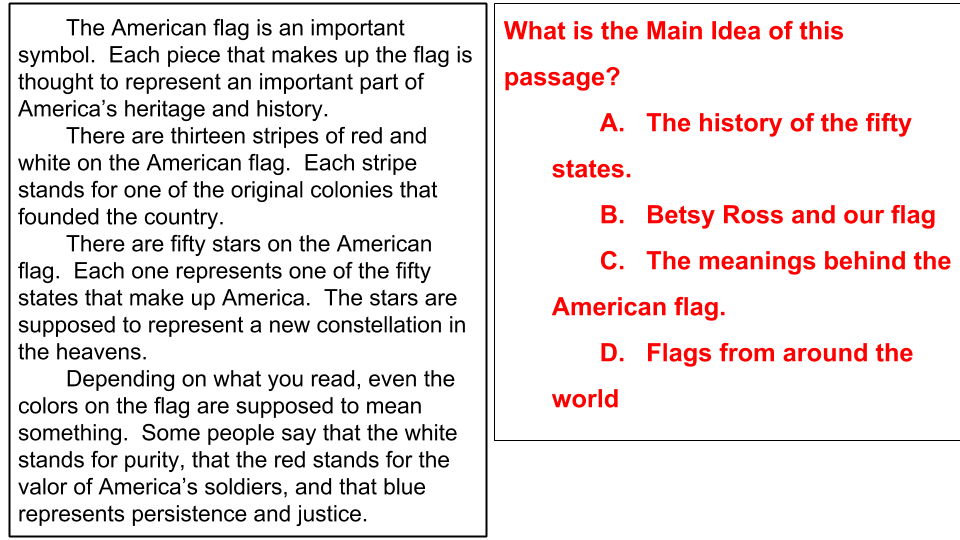 The American flag is an important
symbol.  Each piece that makes up the flag is
thought to represent an important part of
America's heritage and history.
There are thirteen stripes of red and
white on the American flag.  Each stripe
stands for one of the original colonies that
founded the country.
There are fifty stars on the American
flag.  Each one represents one of the fifty
states that make up America.  The stars are
supposed to represent a new constellation in
the heavens.
Depending on what you read, even the
colors on the flag are supposed to mean
something.  Some people say that the white
stands for purity, that the red stands for the
valor of America's soldiers, and that blue
represents persistence and justice.
What is the Main Idea of this
passage?
A.   The history of the fifty
states.
B.   Betsy Ross and our flag
C.   The meanings behind the
American flag.
D.   Flags from around the
world